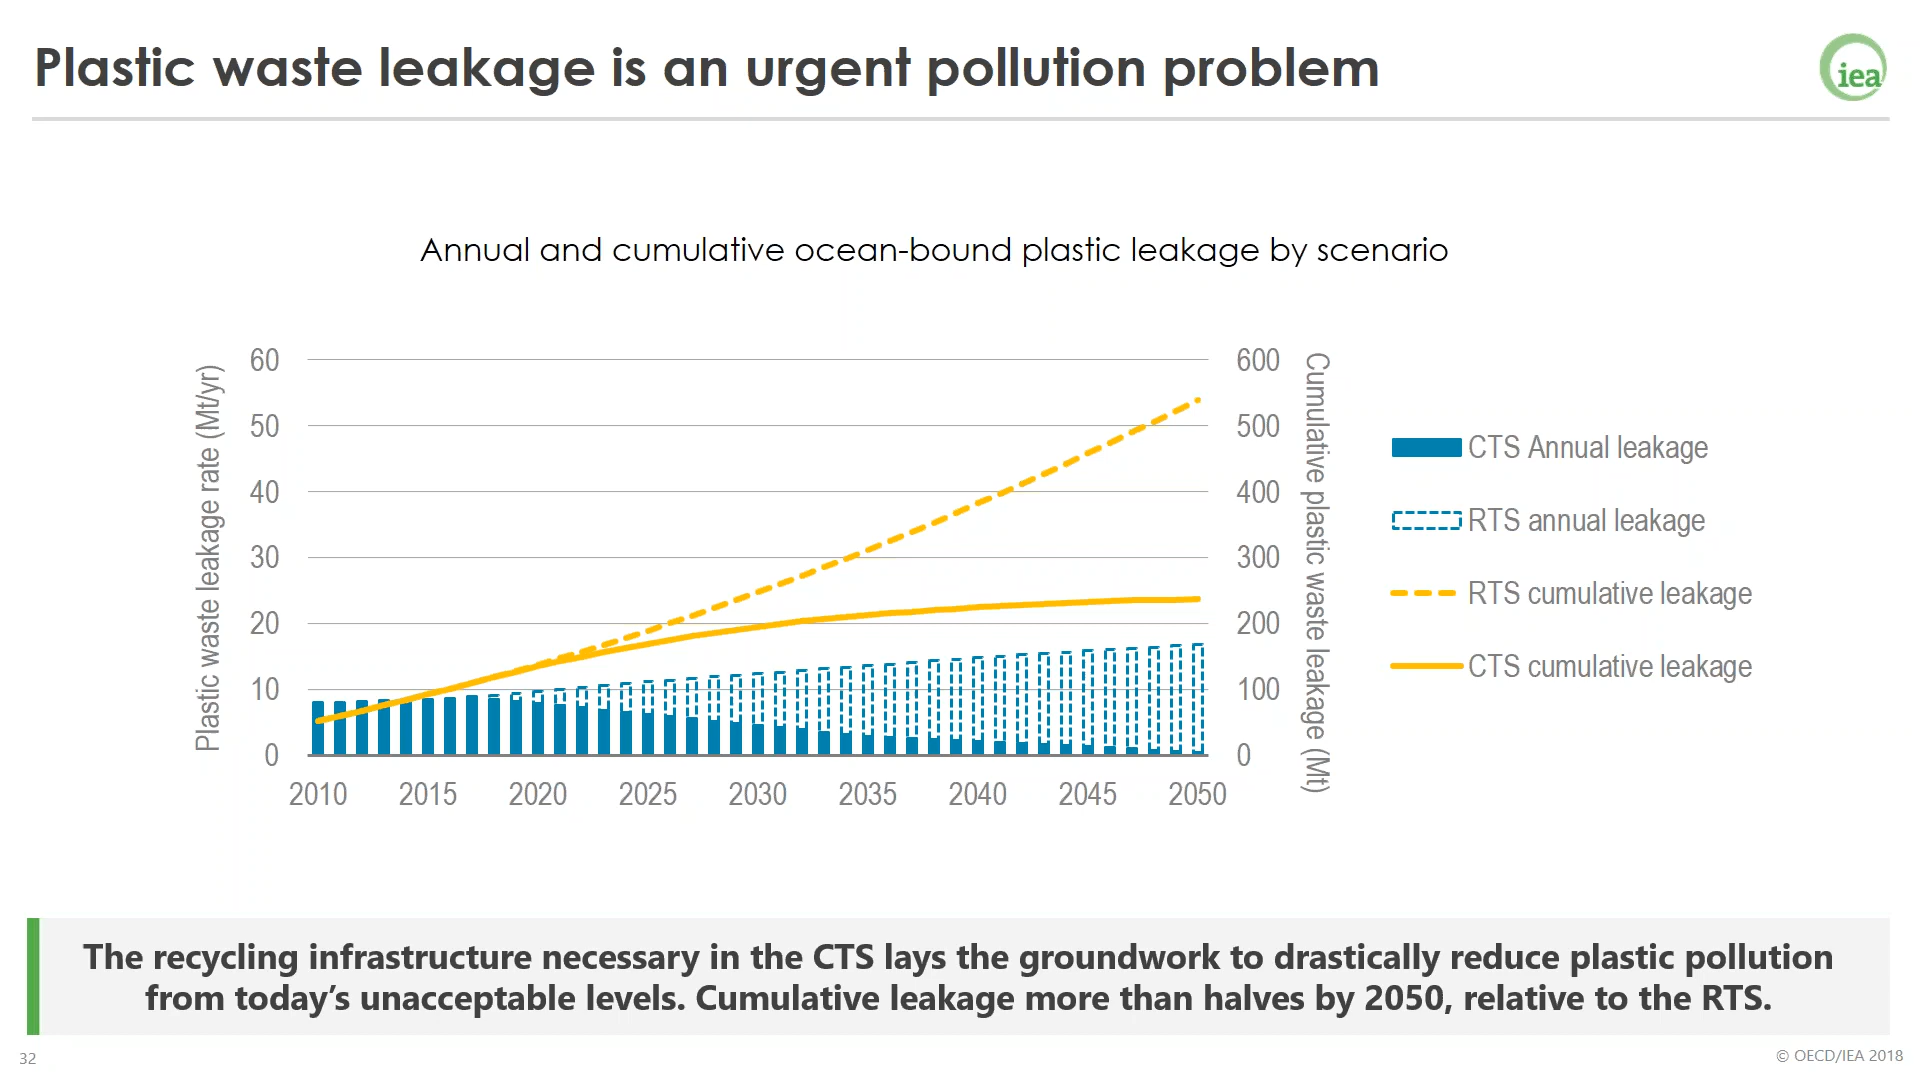 Plastic waste leakage is an urgent pollution problem
iea
Annual and cumulative ocean-bound plastic leakage by scenario
Plastic waste leakage rate (Mt/yr)
60
50
40
30
20
10
0
600
500
400
300
200
100
0
Cumulative plastic waste leakage (Mt)
2010 2015 2020 2025 2030 2035 2040 2045 2050
CTS Annual leakage
RTS annual leakage
RTS cumulative leakage
CTS cumulative leakage
The recycling infrastructure necessary in the CTS lays the groundwork to drastically reduce plastic pollution
from today’s unacceptable levels. Cumulative leakage more than halves by 2050, relative to the RTS.
32
© OECD/IEA 2018